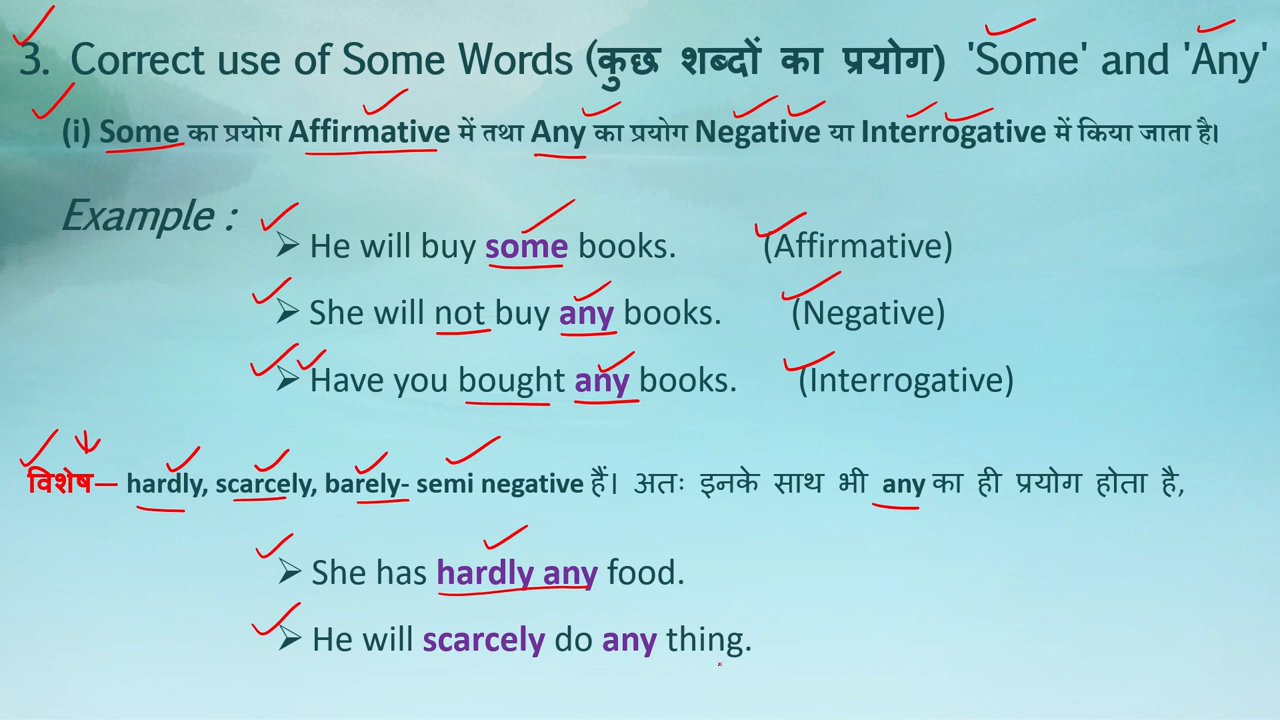 3. Correct use of Some Words (कुछ शब्दों का प्रयोग) 'Some' and 'Any'
(i) Some का प्रयोग Affirmative में तथा Any का प्रयोग Negative या Interrogative में किया जाता है।
Example :
➢ He will buy some books. (Affirmative)
➢ She will not buy any books. (Negative)
➢ Have you bought any books. (Interrogative)
विशेष— hardly, scarcely, barely- semi negative हैं। अतः इनके साथ भी any का ही प्रयोग होता है,
➢ She has hardly any food.
➢ He will scarcely do any thing.